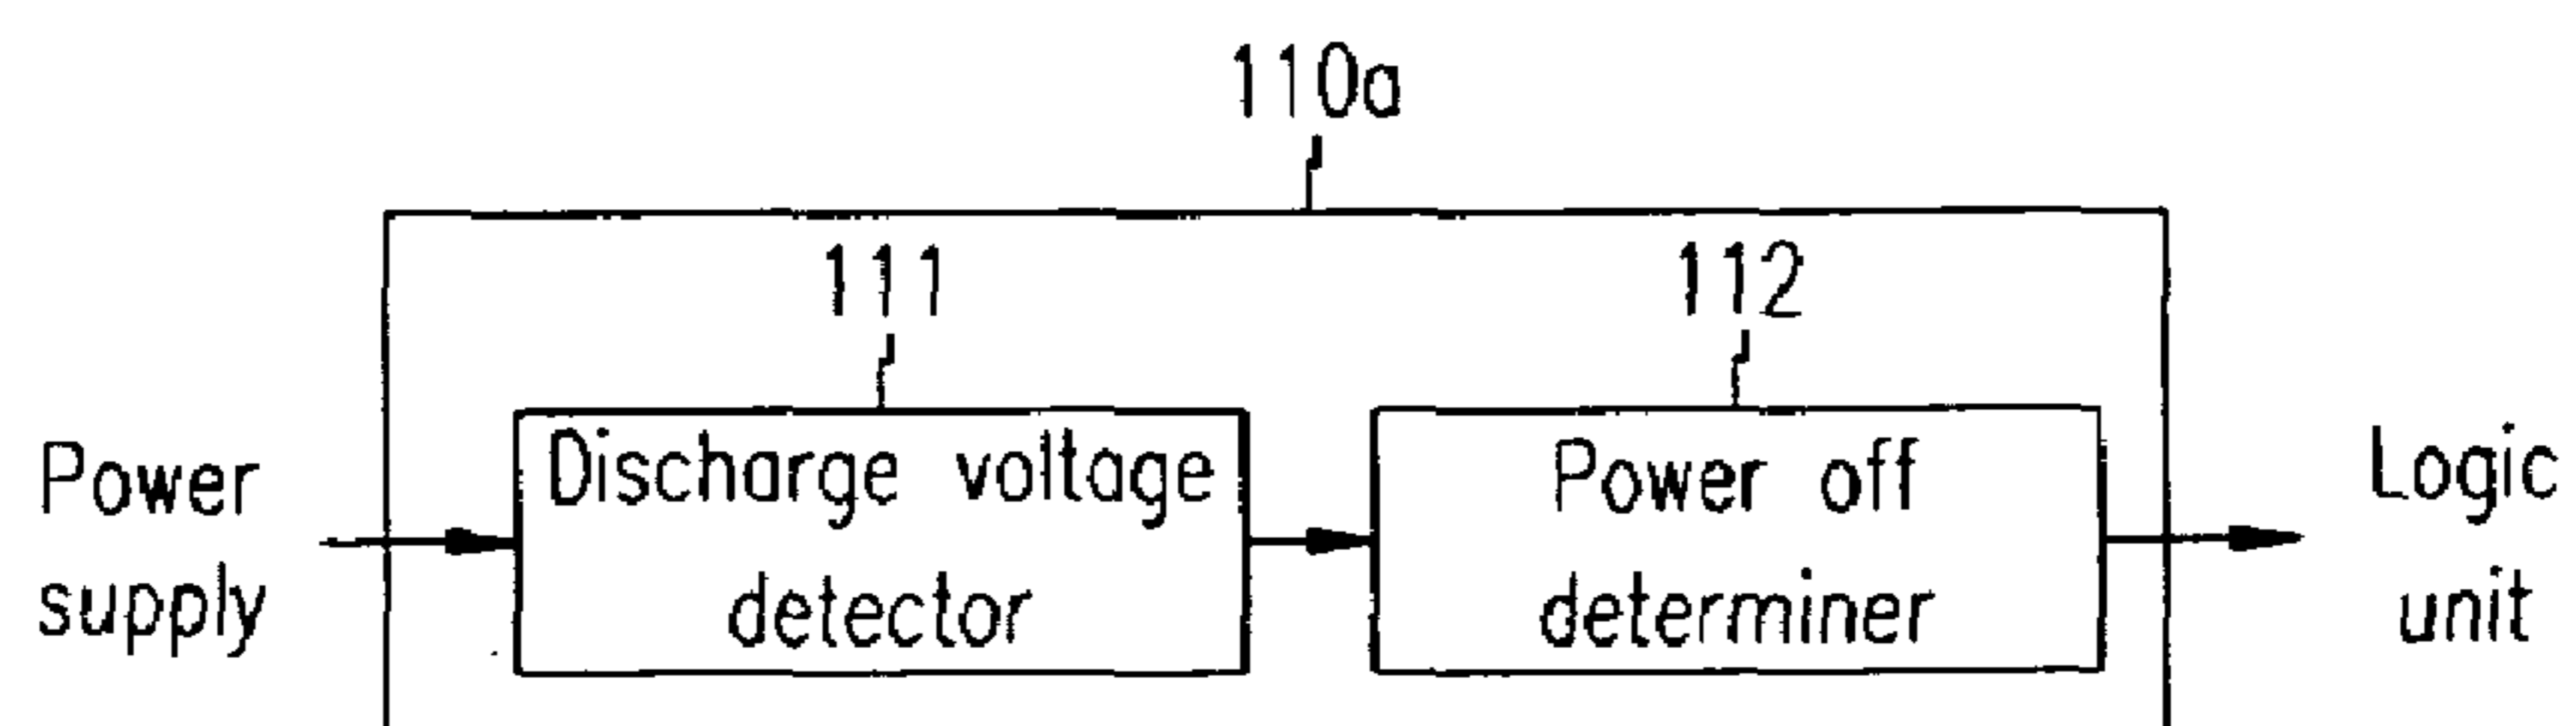 110a
111
112
Power
supply
Discharge voltage
detector
Power off
determiner
Logic
unit